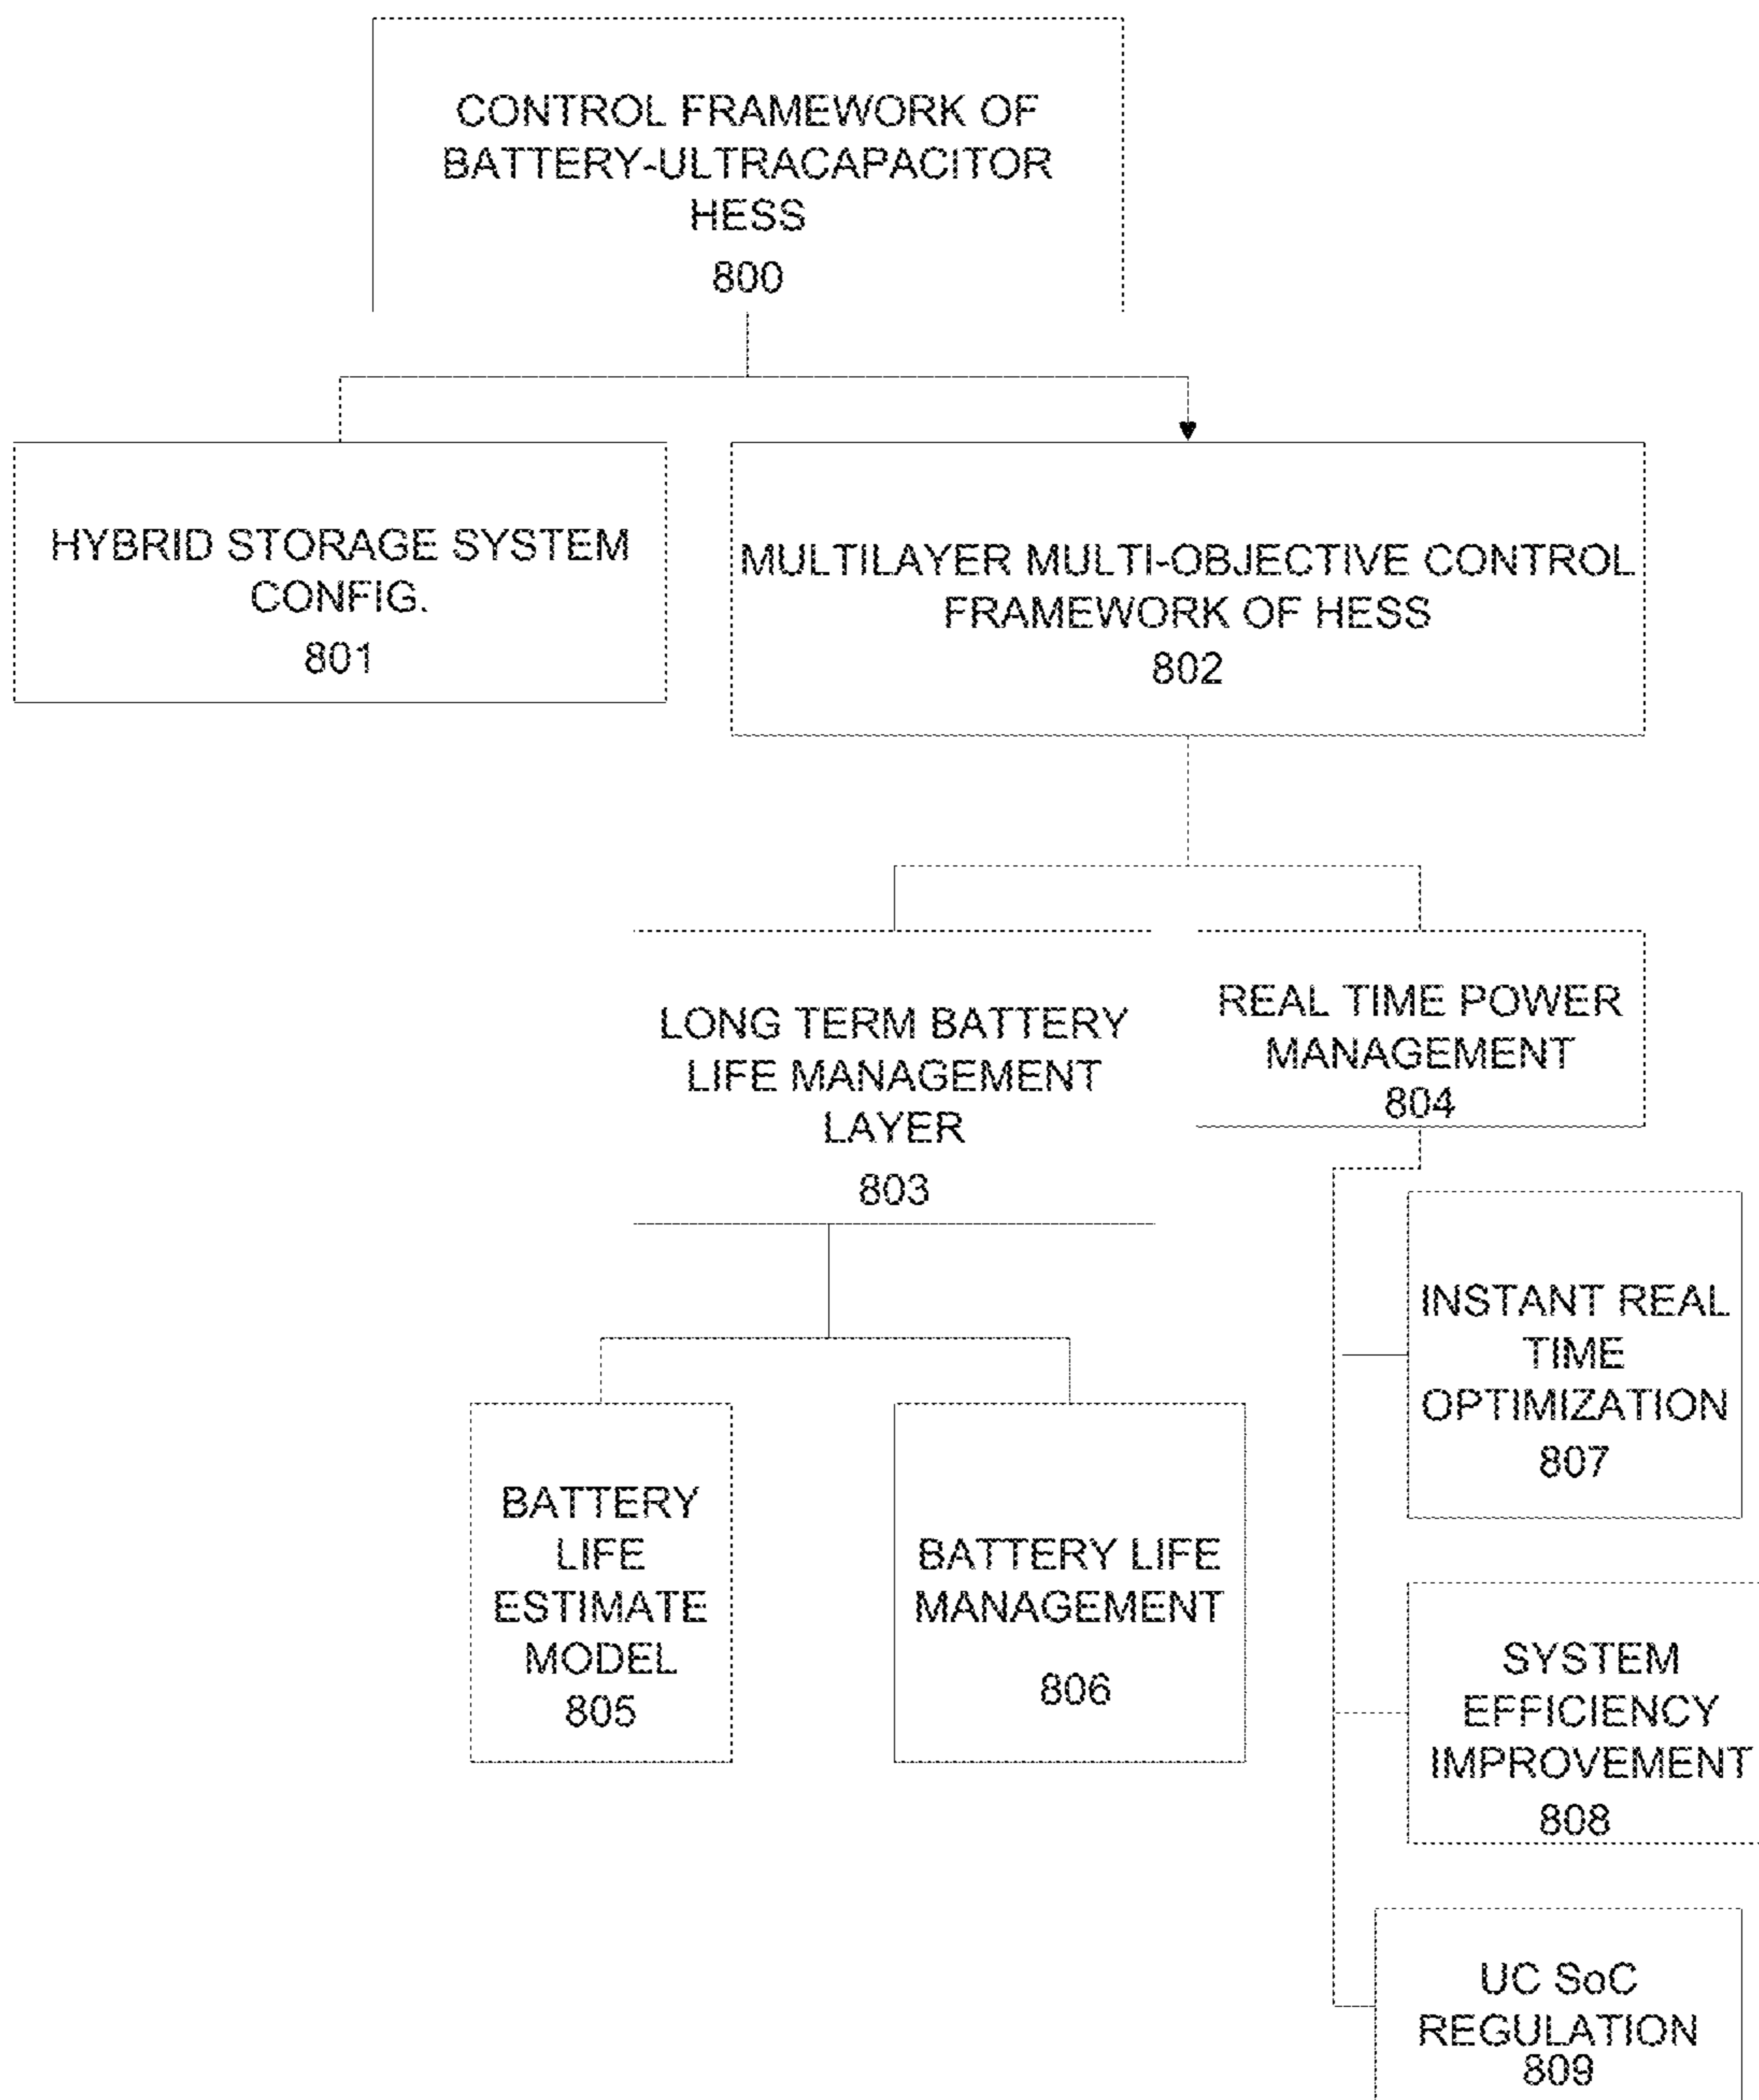 CONTROL FRAMEWORK OF
BATTERY-ULTRACAPACITOR
HESS
800
HYBRID STORAGE SYSTEM
CONFIG.
801
MULTILAYER MULTI-OBJECTIVE CONTROL
FRAMEWORK OF HESS
802
LONG TERM BATTERY
LIFE MANAGEMENT
LAYER
803
REAL TIME POWER
MANAGEMENT
804
BATTERY
LIFE
ESTIMATE
MODEL
805
BATTERY LIFE
MANAGEMENT
806
INSTANT REAL
TIME
OPTIMIZATION
807
SYSTEM
EFFICIENCY
IMPROVEMENT
808
UC SoC
REGULATION
809